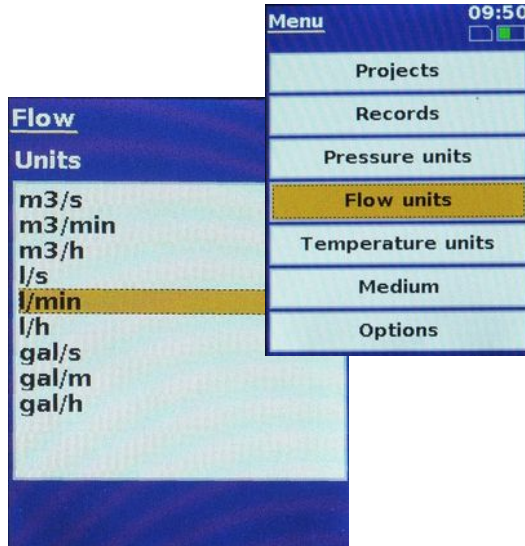 Menu
09:50
Projects
Records
Pressure units
Flow units
Temperature units
Medium
Options
Flow
Units
m3/s
m3/min
m3/h
l/s
l/min
l/h
gal/s
gal/m
gal/h